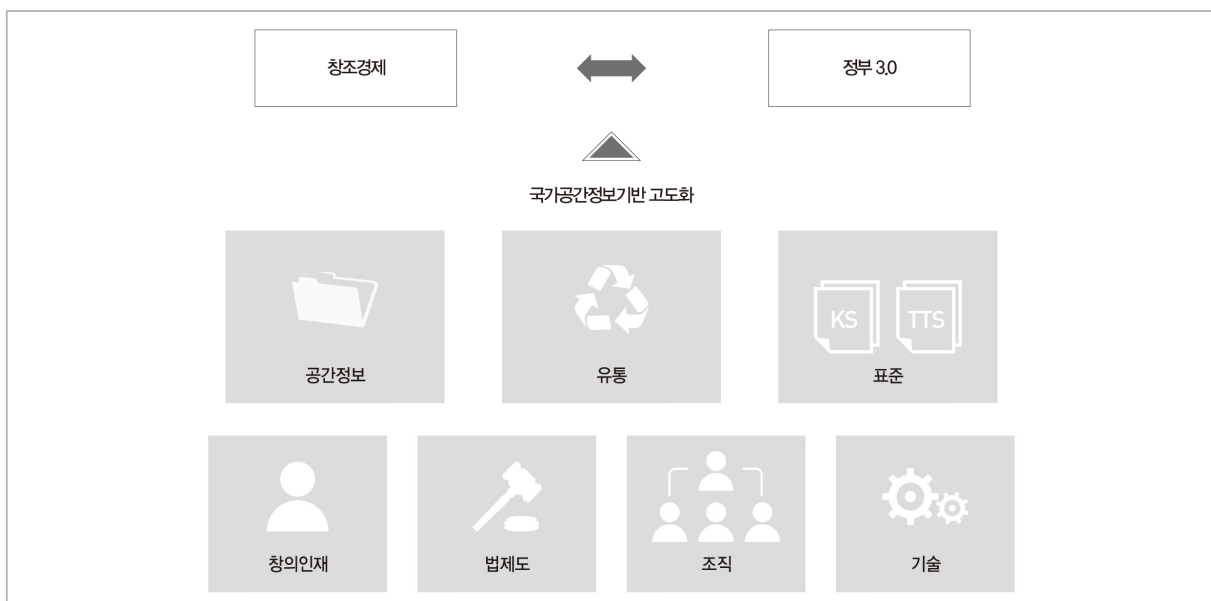 창조경제
정부 3.0
국가공간정보기반 고도화
KS
TTS
공간정보
유통
표준
창의인재
법제도
조직
기술